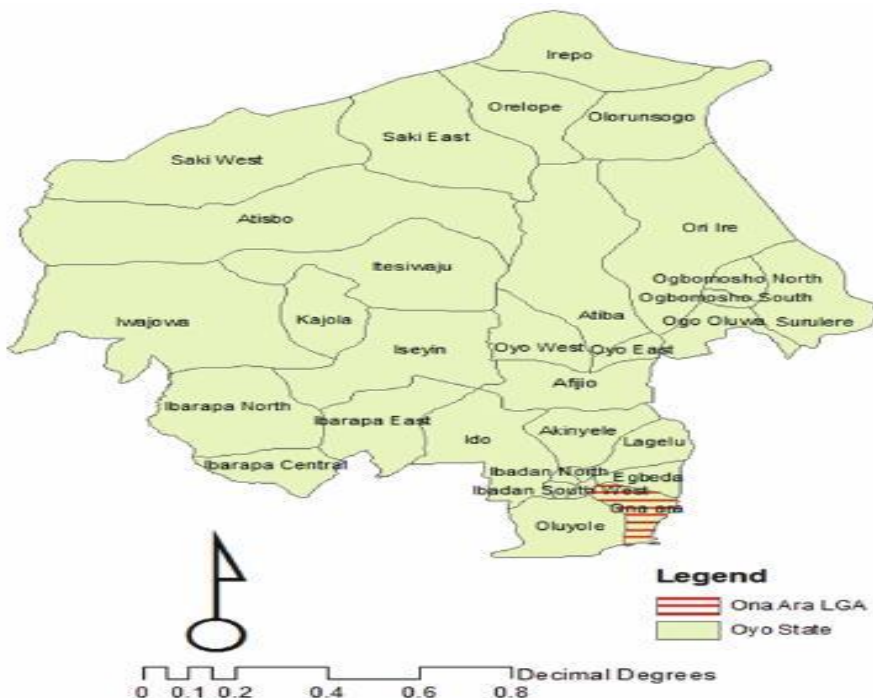 Irepo
Orelope
Olorunsogo
Saki East
Saki West
Atisbo
Ori Ire
Itesiwaju
Ogbomosho North
Ogbomosho South
Iwajowa
Kajola
Atiba
Ogo Oluwa
Surulere
Iseyin
Oyo West
Oyo East
Afijio
Ibarapa North
Ibarapa East
Akinyele
Ido
Lagelu
Ibarapa Central
Ibadan North
Egbeda
Ibadan South West
Ona ara
Oluyole
Legend
Ona Ara LGA
Oyo State
Decimal Degrees
0 0.1 0.2 0.4 0.6 0.8